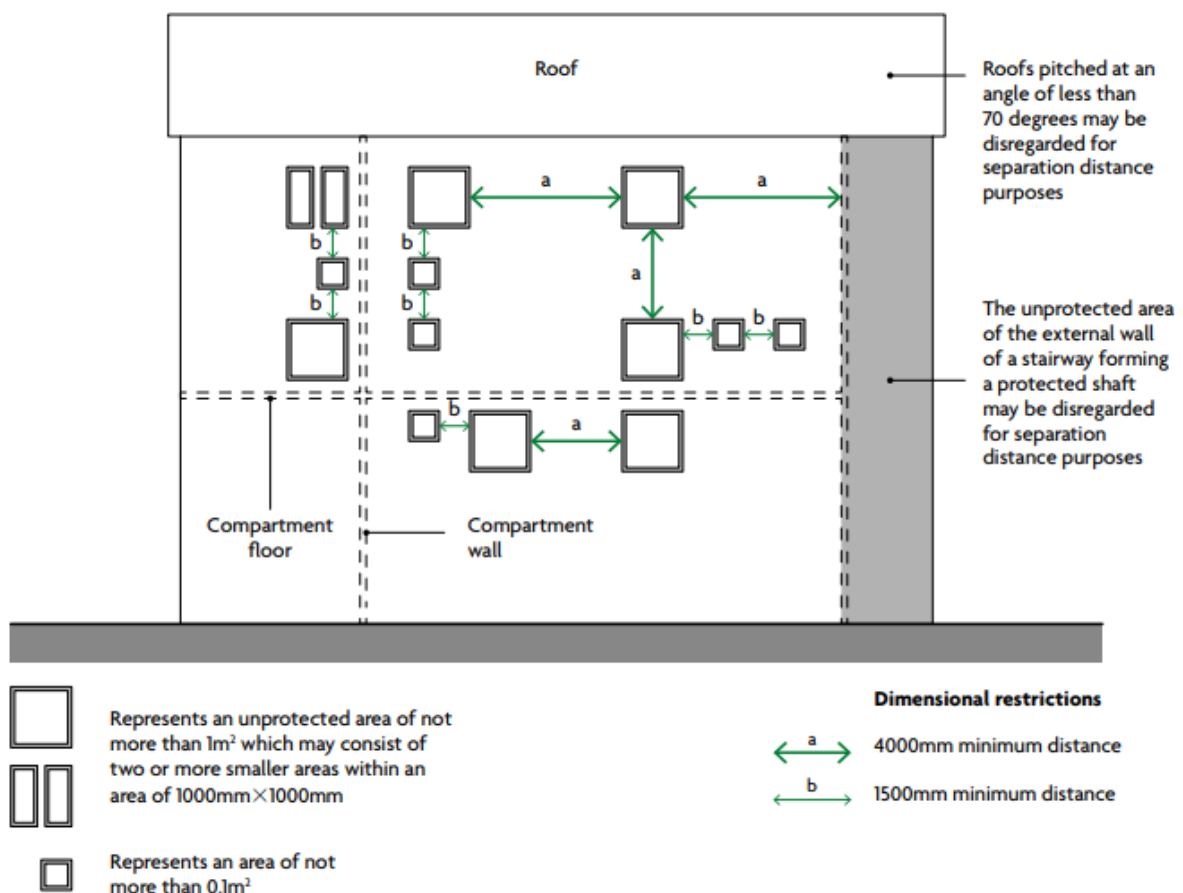 Roof
Roofs pitched at an
angle of less than
70 degrees may be
disregarded for
separation distance
purposes
a
a
b
b
a
b
b
b
b
The unprotected area
of the external wall
of a stairway forming
a protected shaft
may be disregarded
for separation
distance purposes
b
a
Compartment
floor
Compartment
wall
Represents an unprotected area of not
more than 1m² which may consist of
two or more smaller areas within an
area of 1000mm×1000mm
Represents an area of not
more than 0.1m²
Dimensional restrictions
a
4000mm minimum distance
b
1500mm minimum distance